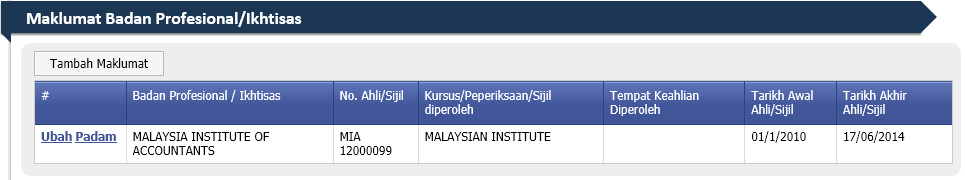 Maklumat Badan Profesional/Ikhtisas
Tambah Maklumat
# Badan Profesional / Ikhtisas No. Ahli/Sijil Kursus/Peperiksaan/Sijil Tempat Keahlian Tarikh Awal Tarikh Akhir
diperoleh Diperoleh Ahli/Sijil Ahli/Sijil
Ubah Padam MALAYSIA INSTITUTE OF MIA MALAYSIAN INSTITUTE 01/1/2010 17/06/2014
ACCOUNTANTS 12000099